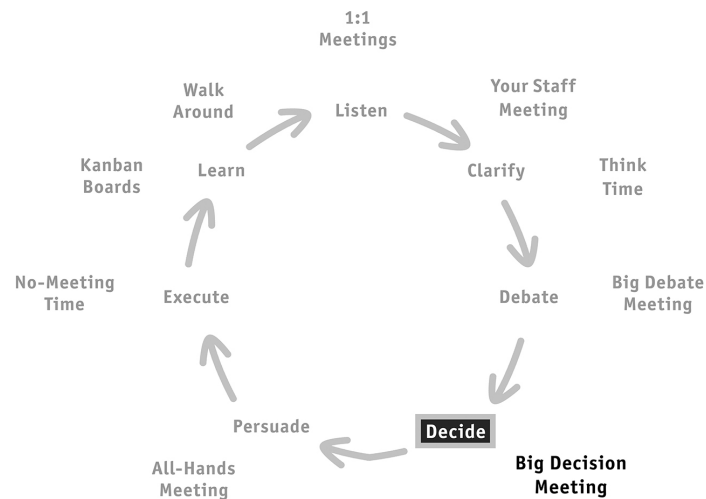 1:1
Meetings
Walk
Around
Your Staff
Meeting
Listen
Kanban
Boards
Learn
Clarify
Think
Time
No-Meeting
Time
Execute
Debate
Big Debate
Meeting
Persuade
Decide
All-Hands
Meeting
Big Decision
Meeting